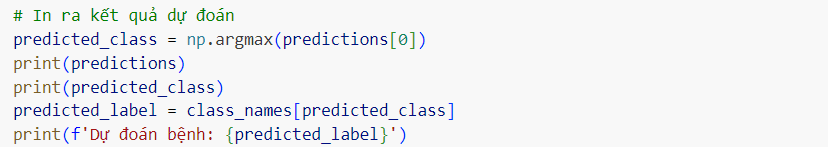 # In ra kết quả dự đoán
predicted_class = np.argmax(predictions[0])
print(predictions)
print(predicted_class)
predicted_label = class_names[predicted_class]
print(f'Dự đoán bệnh: {predicted_label}')